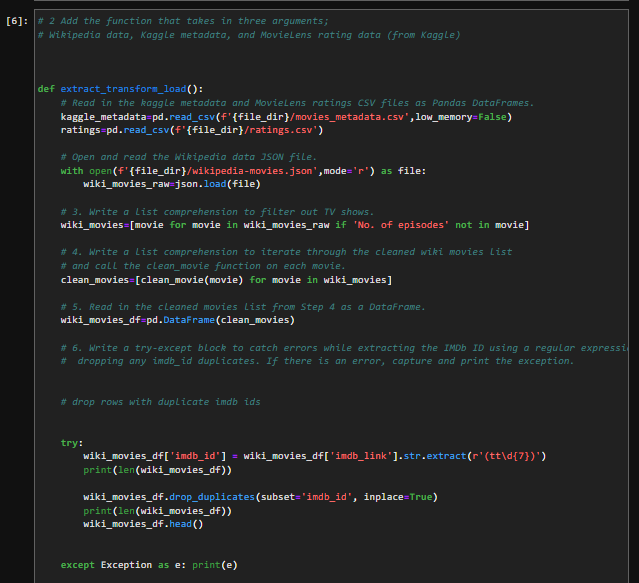 [6]: # 2 Add the function that takes in three arguments;
# Wikipedia data, Kaggle metadata, and MovieLens rating data (from Kaggle)
def extract_transform_load():
# Read in the kaggle metadata and MovieLens ratings CSV files as Pandas DataFrames.
kaggle_metadata=pd.read_csv(f'{file_dir}/movies_metadata.csv',low_memory=False)
ratings=pd.read_csv(f'{file_dir}/ratings.csv')
# Open and read the Wikipedia data JSON file.
with open(f'{file_dir}/wikipedia-movies.json',mode='r') as file:
wiki_movies_raw=json.load(file)
# 3. Write a list comprehension to filter out TV shows.
wiki_movies=[movie for movie in wiki_movies_raw if 'No. of episodes' not in movie]
# 4. Write a list comprehension to iterate through the cleaned wiki movies list
# and call the clean_movie function on each movie.
clean_movies=[clean_movie(movie) for movie in wiki_movies]
# 5. Read in the cleaned movies list from Step 4 as a DataFrame.
wiki_movies_df=pd.DataFrame(clean_movies)
# 6. Write a try-except block to catch errors while extracting the IMDb ID using a regular expressi
# dropping any imdb_id duplicates. If there is an error, capture and print the exception.
# drop rows with duplicate imdb ids
try:
wiki_movies_df['imdb_id'] = wiki_movies_df['imdb_link'].str.extract(r'(tt\d{7})')
print(len(wiki_movies_df))
wiki_movies_df.drop_duplicates(subset='imdb_id', inplace=True)
print(len(wiki_movies_df))
wiki_movies_df.head()
except Exception as e: print(e)